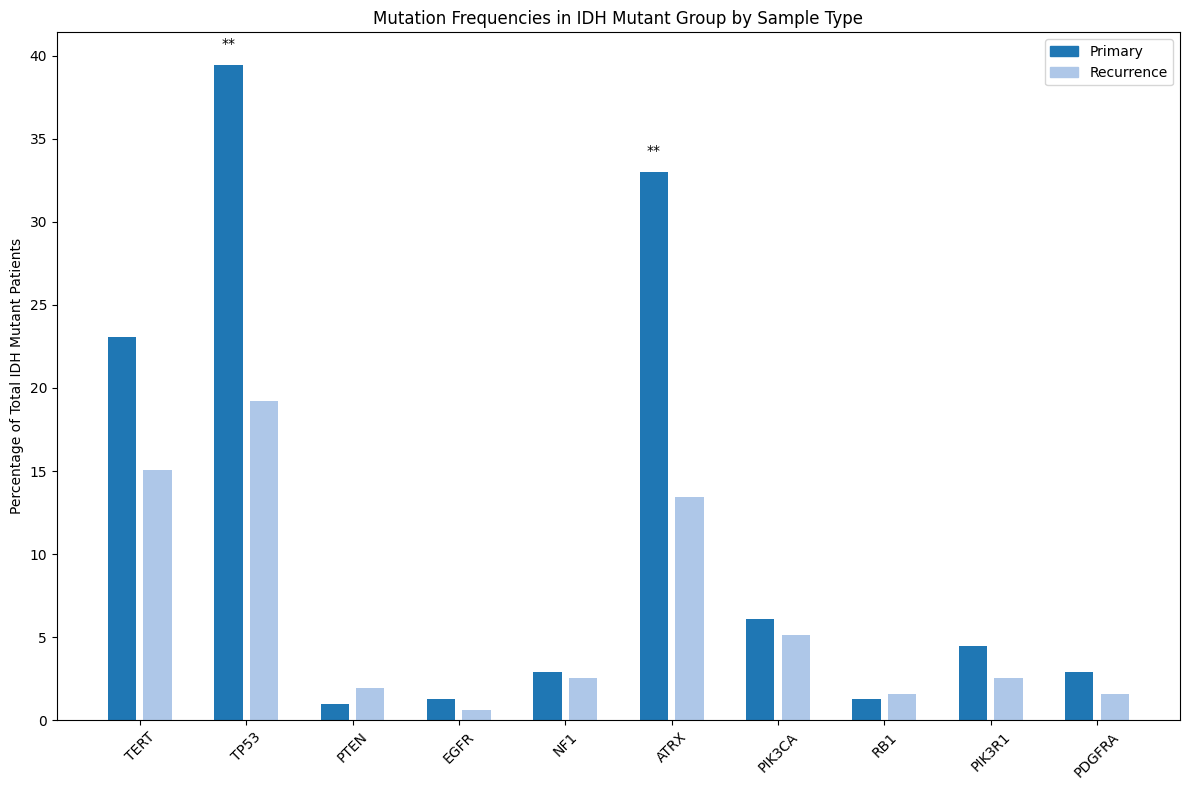 Mutation Frequencies in IDH Mutant Group by Sample Type
Percentage of Total IDH Mutant Patients
40
35
30
25
20
15
10
5
0
**
**
Primary
Recurrence
TERT
TP53
PTEN
EGFR
NF1
ATRX
PIK3CA
RB1
PIK3R1
PDGFRA